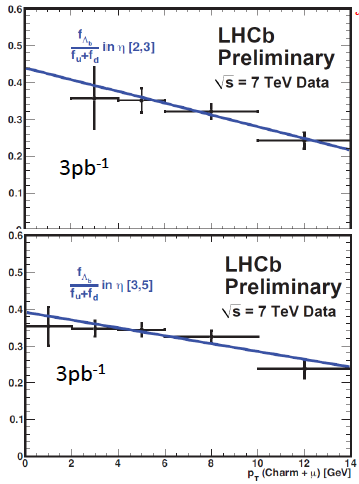 0.6
0.5
0.4
0.3
0.2
0.1
0
f_Λb / f_u+f_d in η [2,3]
LHCb
Preliminary
√s = 7 TeV Data
3pb⁻¹
0.6
0.5
0.4
0.3
0.2
0.1
0
f_Λb / f_u+f_d in η [3,5]
LHCb
Preliminary
√s = 7 TeV Data
3pb⁻¹
0 2 4 6 8 10 12 14
p_T (Charm + μ) [GeV]